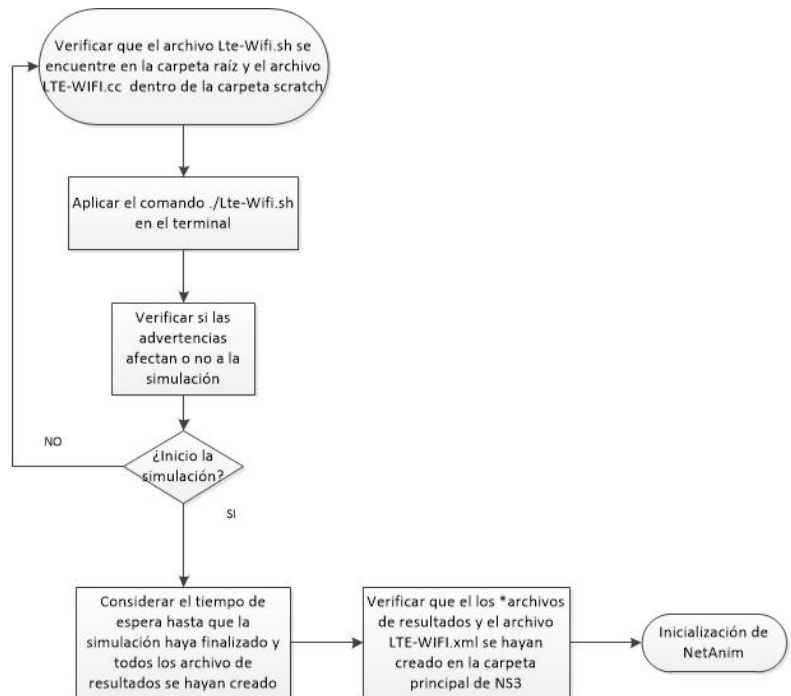 Verificar que el archivo Lte-Wifi.sh se
encuentre en la carpeta raíz y el archivo
LTE-WIFI.cc dentro de la carpeta scratch
Aplicar el comando ./Lte-Wifi.sh
en el terminal
Verificar si las
advertencias
afectan o no a la
simulación
¿Inicio la
simulación?
NO
SI
Considerar el tiempo de
espera hasta que la
simulación haya finalizado y
todos los archivo de
resultados se hayan creado
Verificar que el los *archivos
de resultados y el archivo
LTE-WIFI.xml se hayan
creado en la carpeta
principal de NS3
Inicialización de
NetAnim